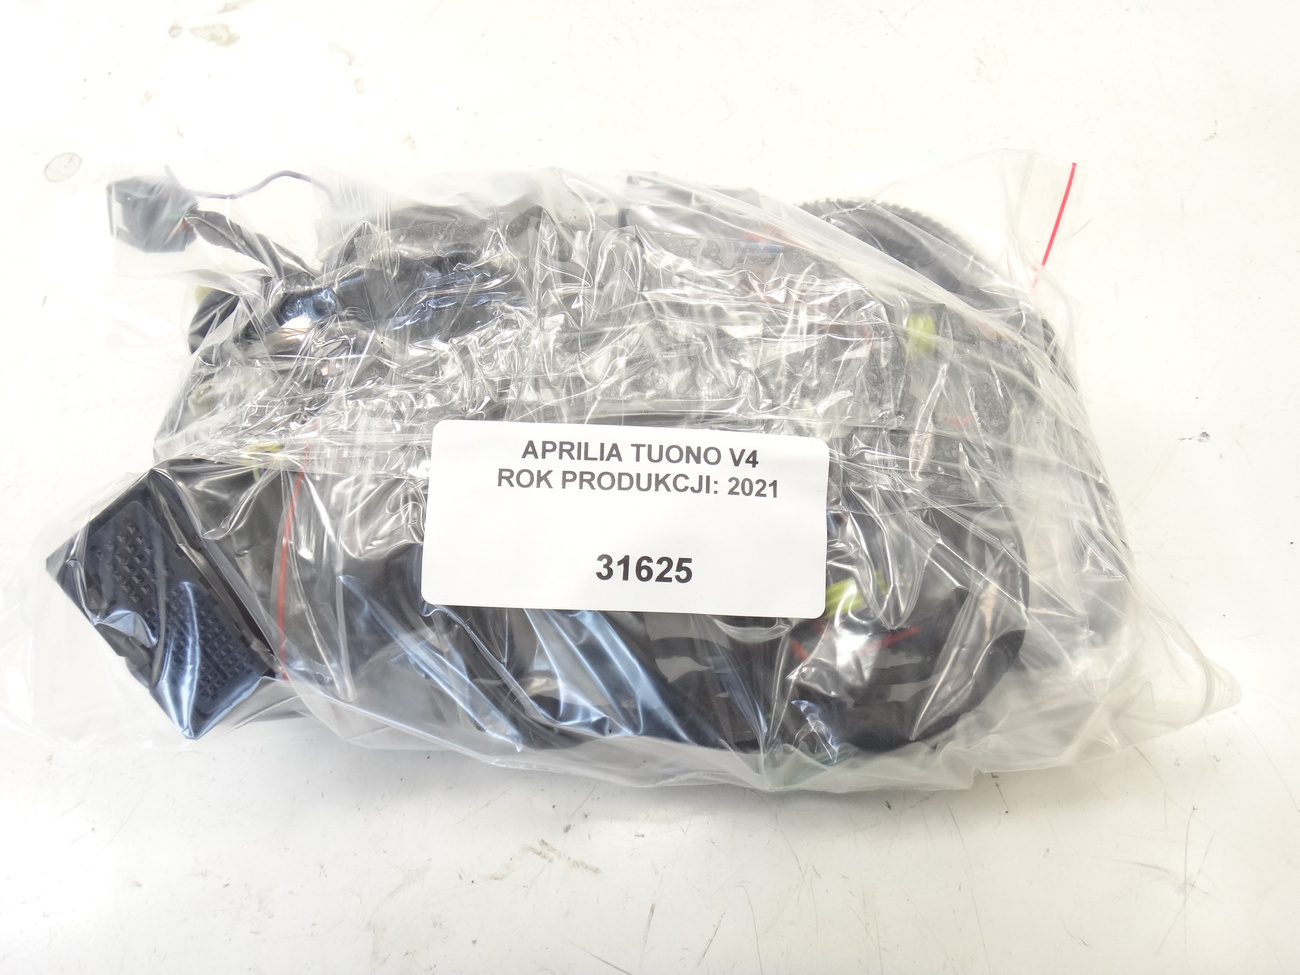 APRILIA TUONO V4
ROK PRODUKCJI: 2021
31625